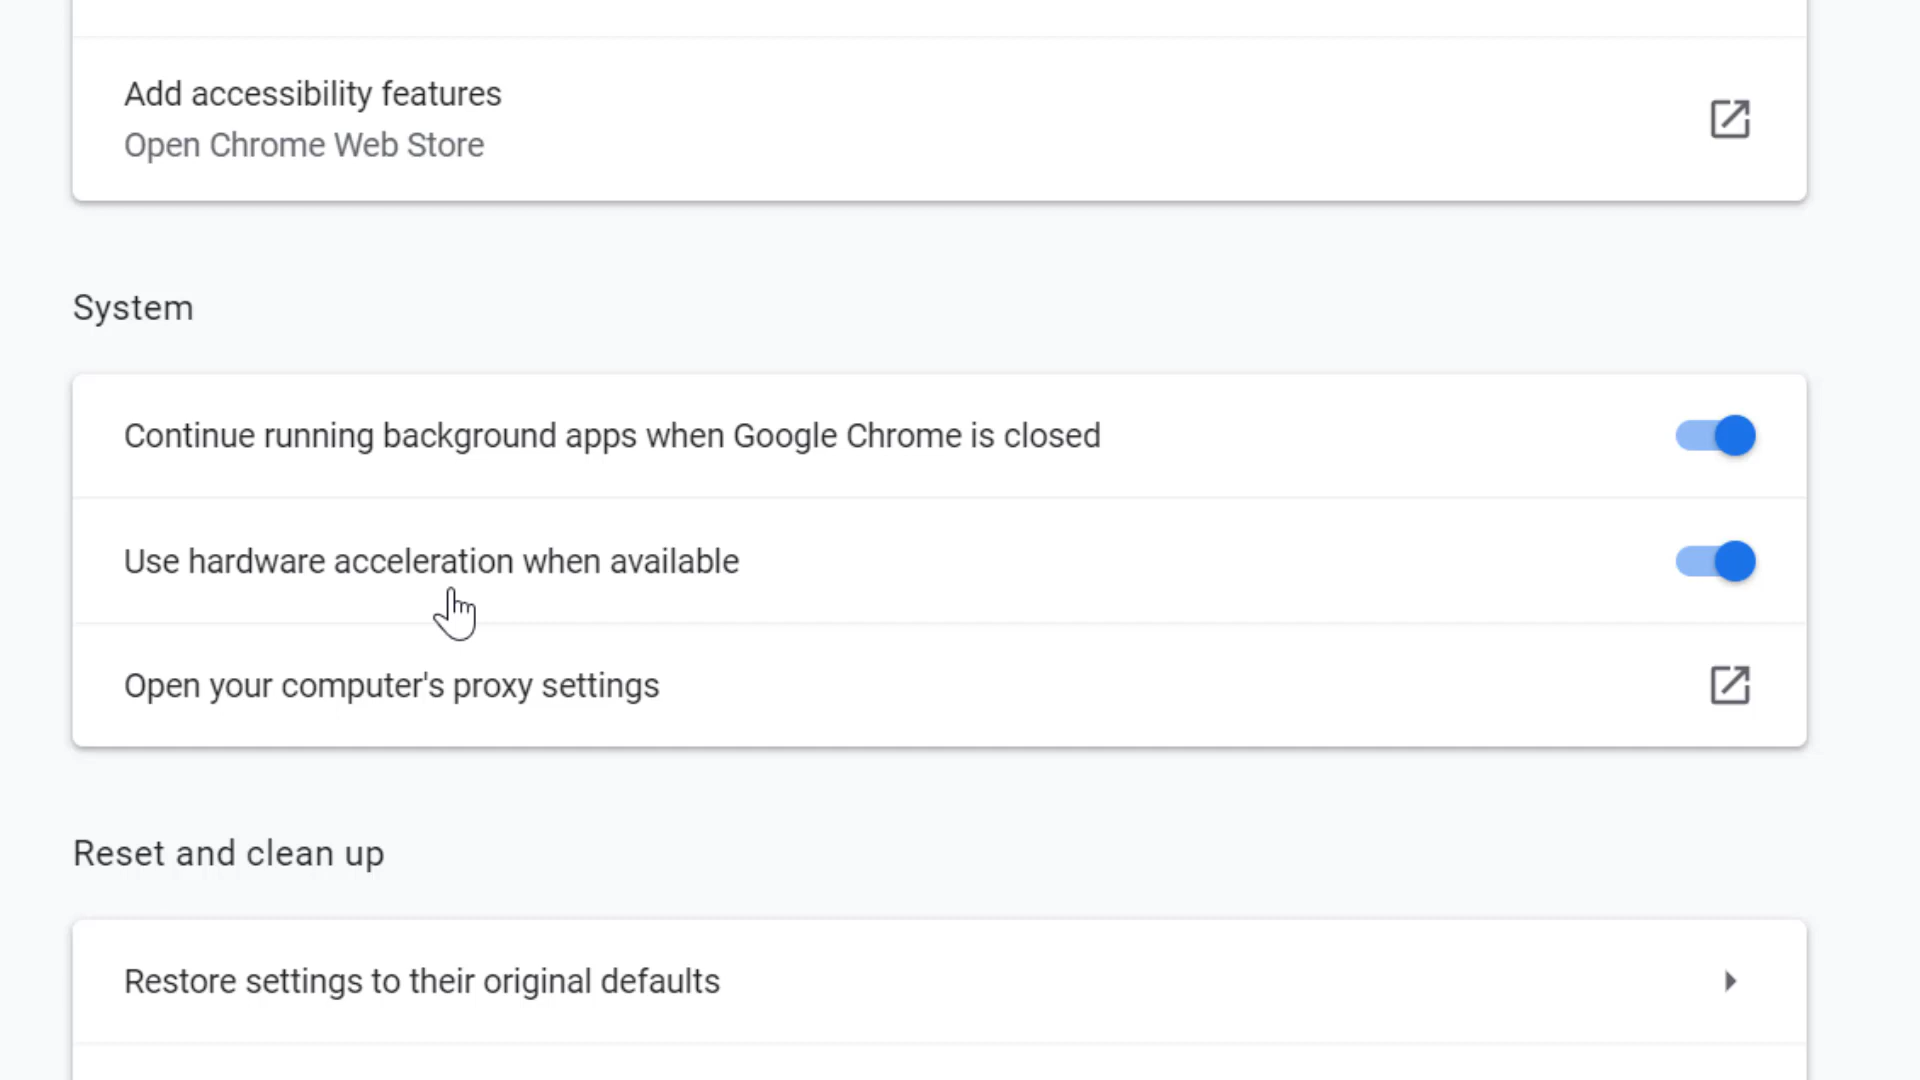 Add accessibility features
Open Chrome Web Store
System
Continue running background apps when Google Chrome is closed
Use hardware acceleration when available
Open your computer's proxy settings
Reset and clean up
Restore settings to their original defaults